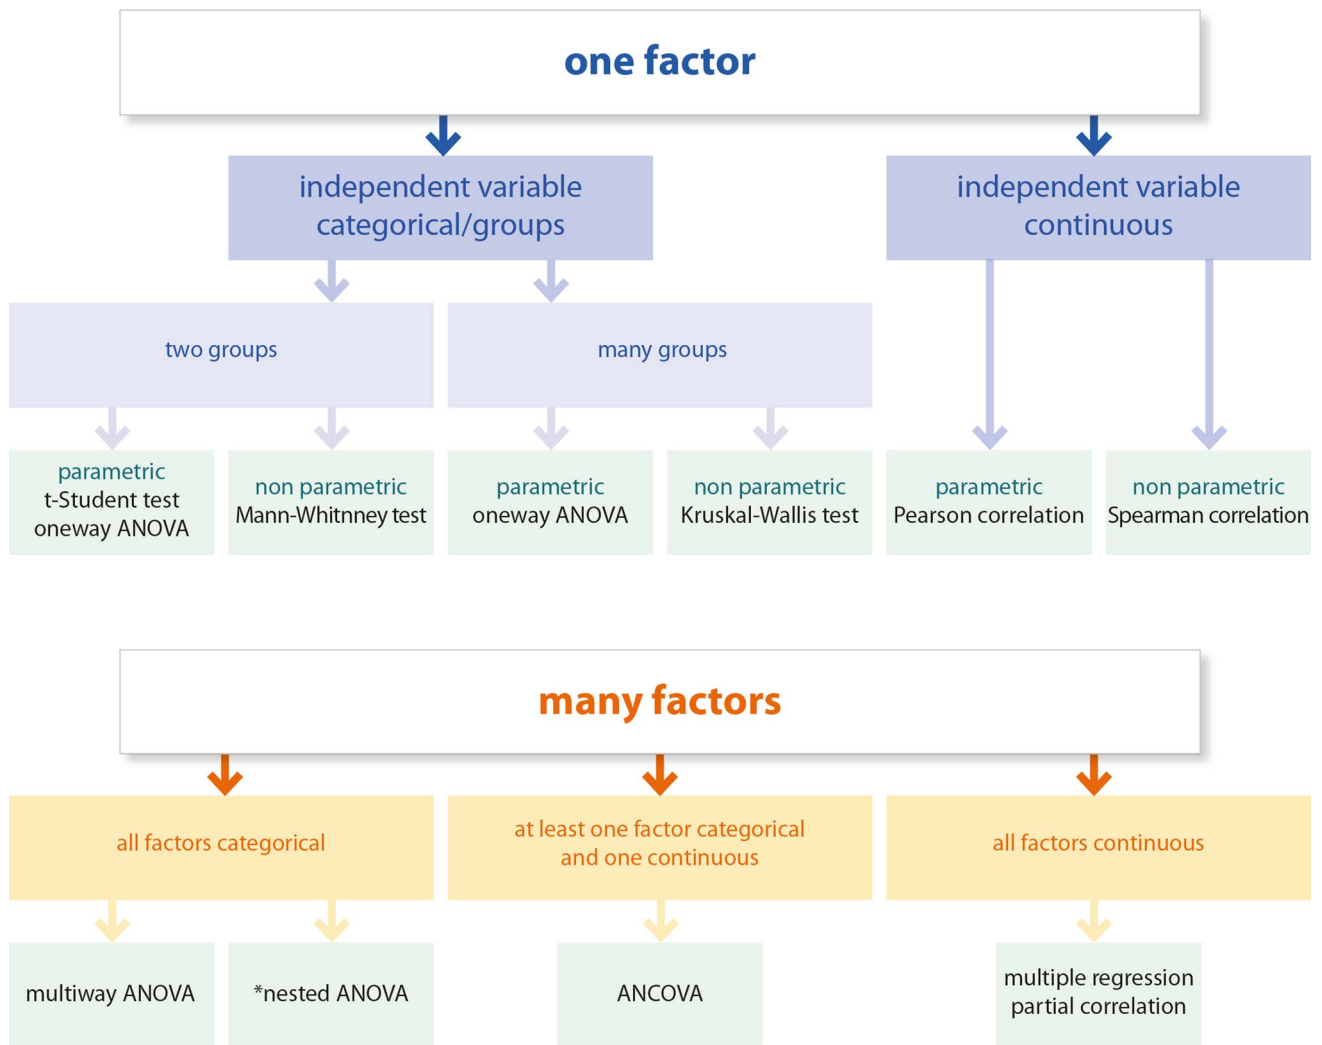 one factor
independent variable
categorical/groups
independent variable
continuous
two groups
many groups
parametric
t-Student test
oneway ANOVA
non parametric
Mann-Whitnney test
parametric
oneway ANOVA
non parametric
Kruskal-Wallis test
parametric
Pearson correlation
non parametric
Spearman correlation
many factors
all factors categorical
at least one factor categorical
and one continuous
all factors continuous
multiway ANOVA
*nested ANOVA
ANCOVA
multiple regression
partial correlation